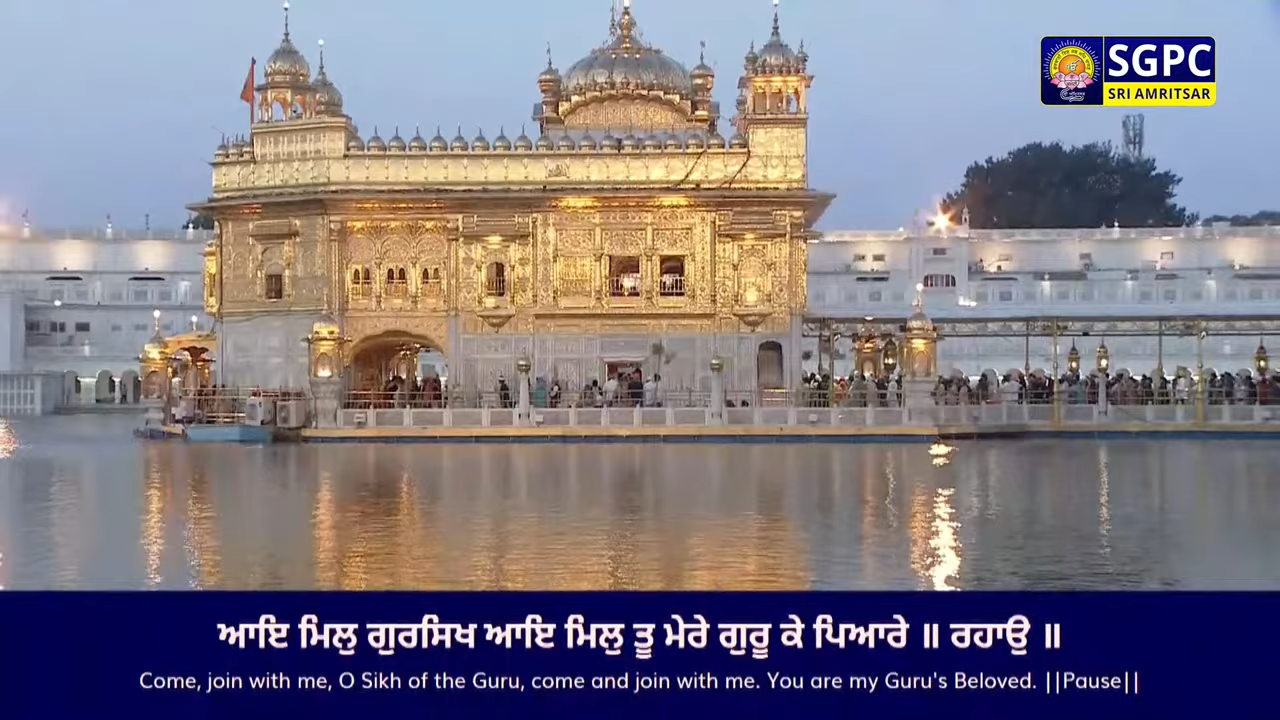 SGPC
SRI AMRITSAR
ਆਇ ਮਿਲੁ ਗੁਰਸਿਖ ਆਇ ਮਿਲੁ ਤੂ ਮੇਰੇ ਗੁਰੂ ਕੇ ਪਿਆਰੇ ॥ ਰਹਾਉ ॥
Come, join with me, O Sikh of the Guru, come and join with me. You are my Guru's Beloved. ||Pause||